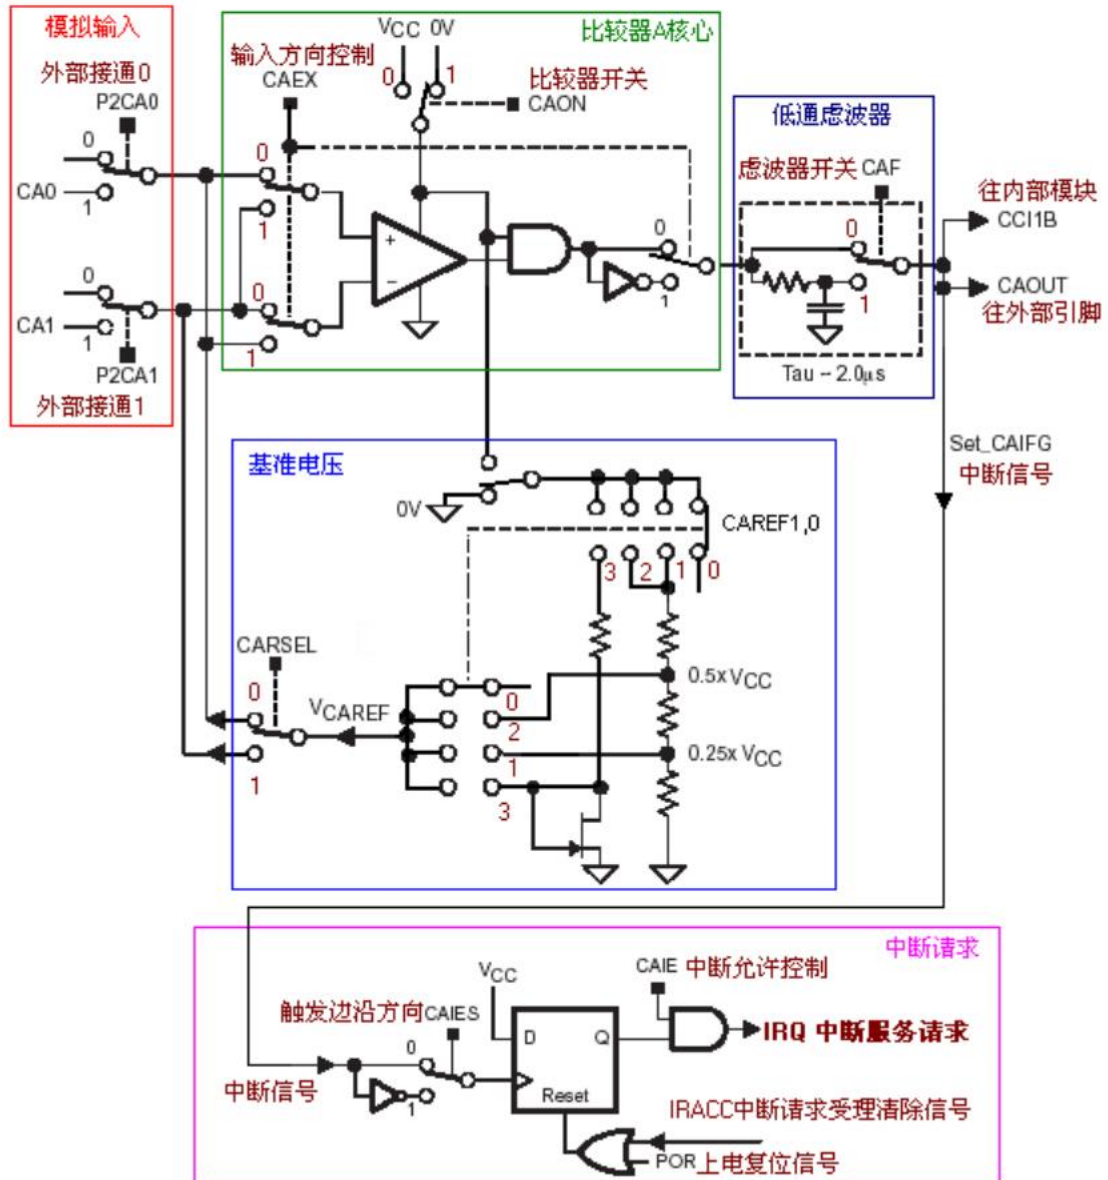 模拟输入
外部接通0
P2CA0
0
CA0
1
0
CA1
1
P2CA1
外部接通1
比较器A核心
VCC 0V
0
1
输入方向控制
CAEX
比较器开关
CAON
0
1
0
1
+
−
0
1
低通虑波器
虑波器开关 CAF
0
1
Tau ~ 2.0µs
往内部模块
CCI1B
CAOUT
往外部引脚
Set_CAIFG
中断信号
基准电压
0V
CAREF1,0
3 2 1 0
CARSEL
0
1
VCAREF
0
2
1
3
0.5x VCC
0.25x VCC
中断请求
VCC
CAIE 中断允许控制
触发边沿方向CAIES
0
1
中断信号
D Q
Reset
IRQ 中断服务请求
IRACC中断请求受理清除信号
POR上电复位信号